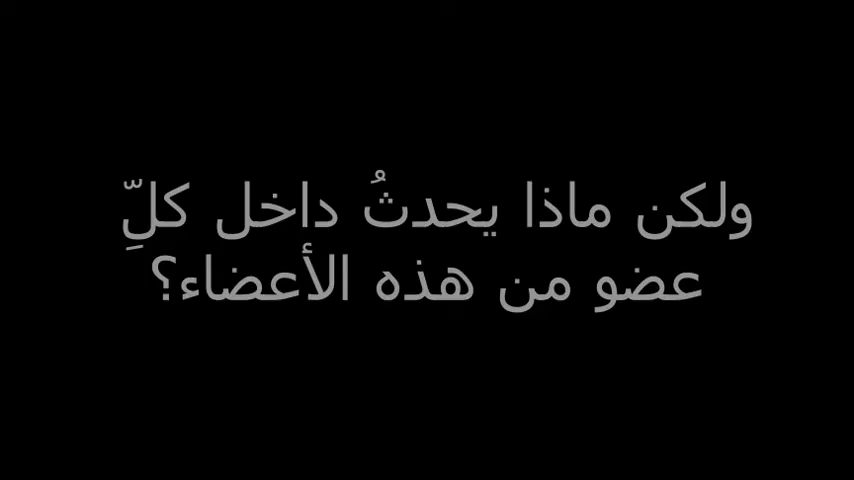 ولكن ماذا يحدثُ داخل كلِّ
عضو من هذه الأعضاء؟